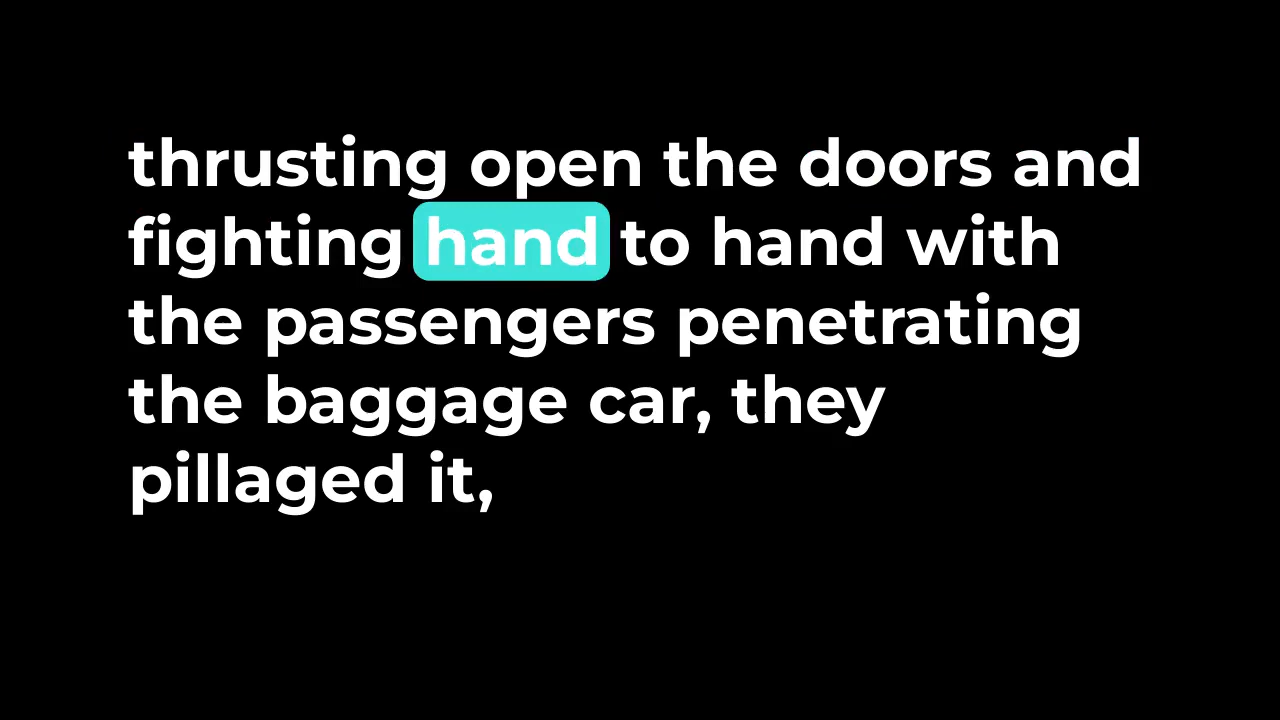 thrusting open the doors and
fighting hand to hand with
the passengers penetrating
the baggage car, they
pillaged it,